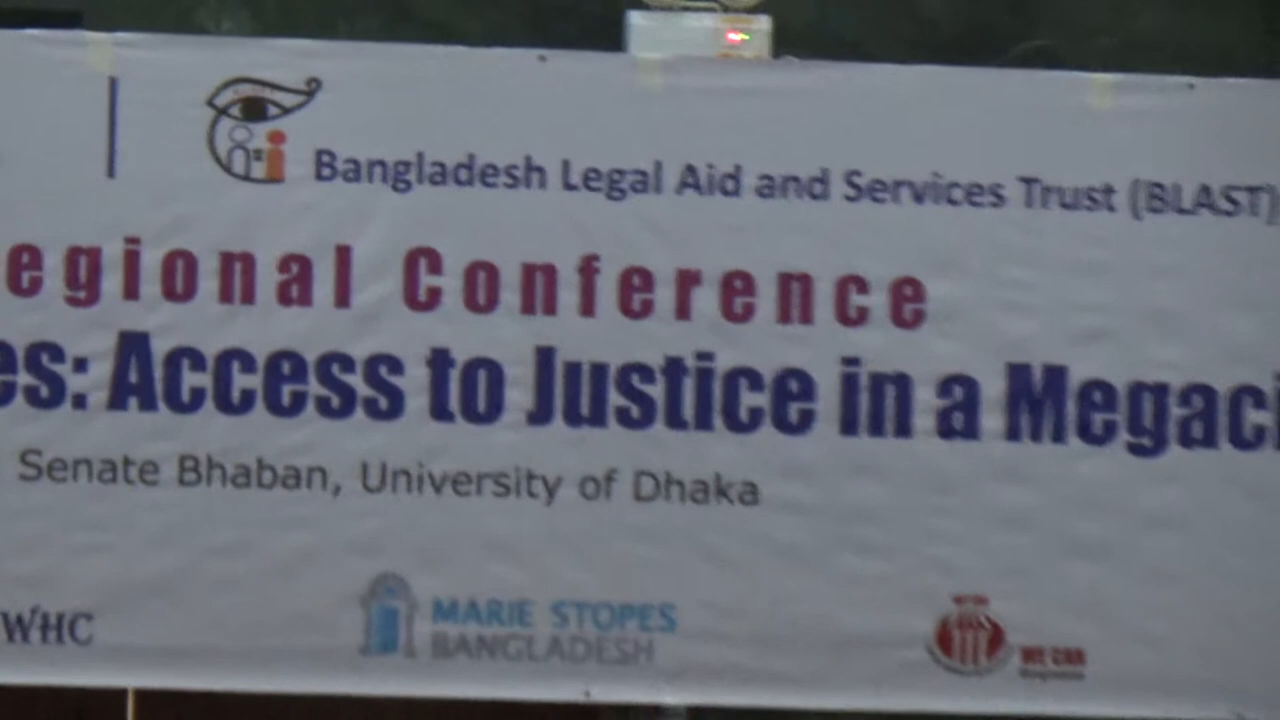 Bangladesh Legal Aid and Services Trust (BLAST)
egional Conference
es: Access to Justice in a Megaci
Senate Bhaban, University of Dhaka
WHC
MARIE STOPES
BANGLADESH
WE CAN